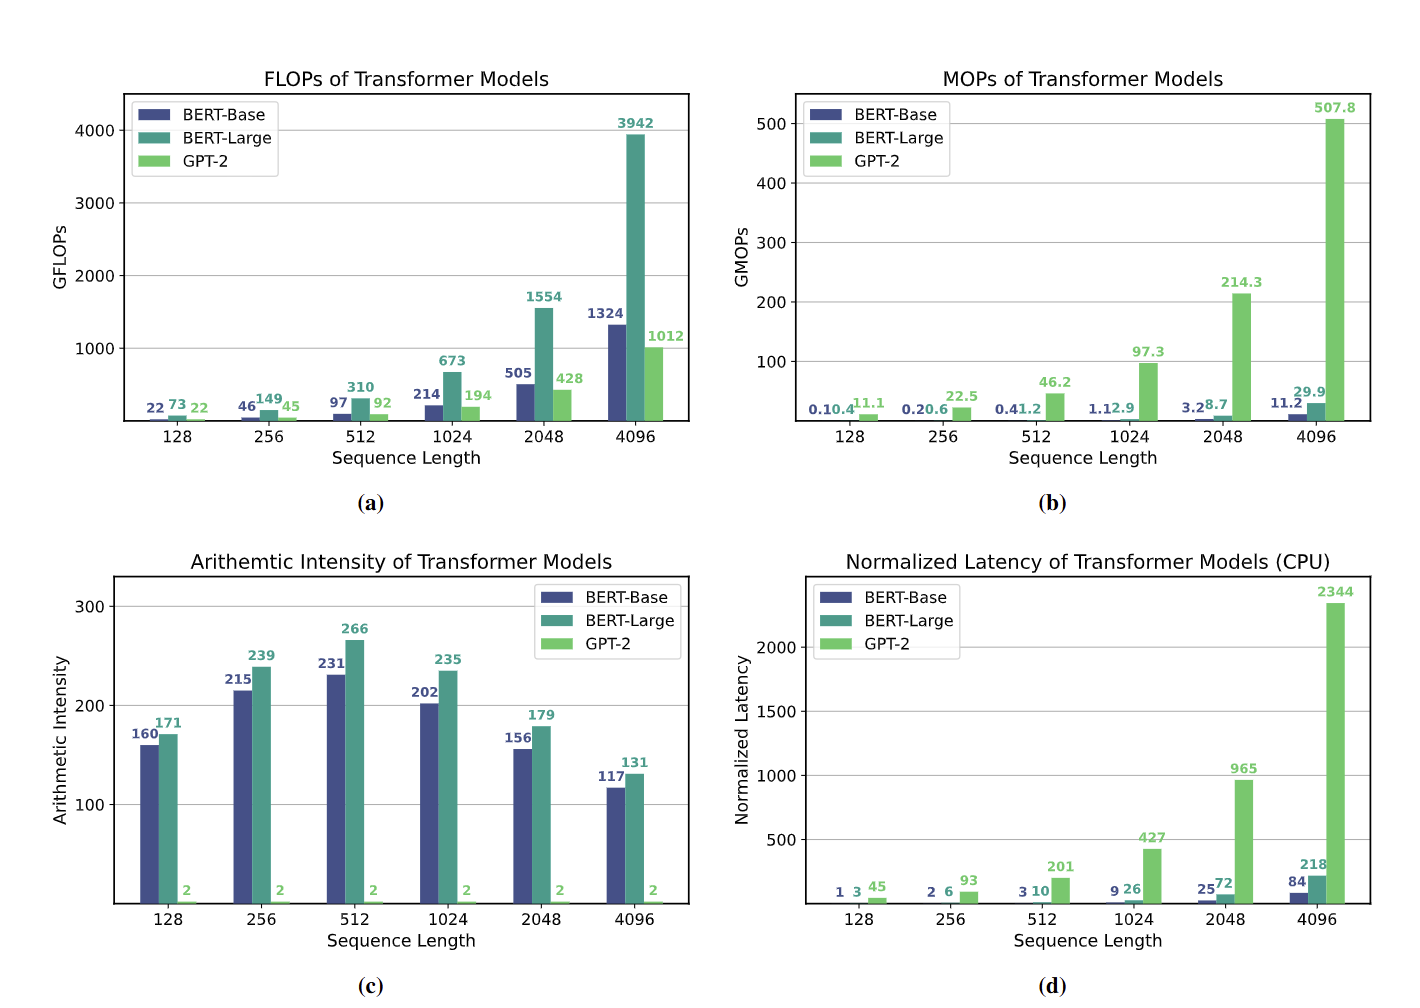 FLOPs of Transformer Models
BERT-Base
BERT-Large
GPT-2
GFLOPs
4000
3000
2000
1000
22 73 22
46 149 45
97 310 92
214 673 194
505 1554 428
1324 3942 1012
128 256 512 1024 2048 4096
Sequence Length
(a)
MOPs of Transformer Models
BERT-Base
BERT-Large
GPT-2
GMOPs
500
400
300
200
100
0.1 0.4 11.1
0.2 0.6 22.5
0.4 1.2 46.2
1.1 2.9 97.3
3.2 8.7 214.3
11.2 29.9 507.8
128 256 512 1024 2048 4096
Sequence Length
(b)
Arithemtic Intensity of Transformer Models
BERT-Base
BERT-Large
GPT-2
Arithmetic Intensity
300
200
100
160 171 2
215 239 2
231 266 2
202 235 2
156 179 2
117 131 2
128 256 512 1024 2048 4096
Sequence Length
(c)
Normalized Latency of Transformer Models (CPU)
BERT-Base
BERT-Large
GPT-2
Normalized Latency
2000
1500
1000
500
1 3 45
2 6 93
3 10 201
9 26 427
25 72 965
84 218 2344
128 256 512 1024 2048 4096
Sequence Length
(d)